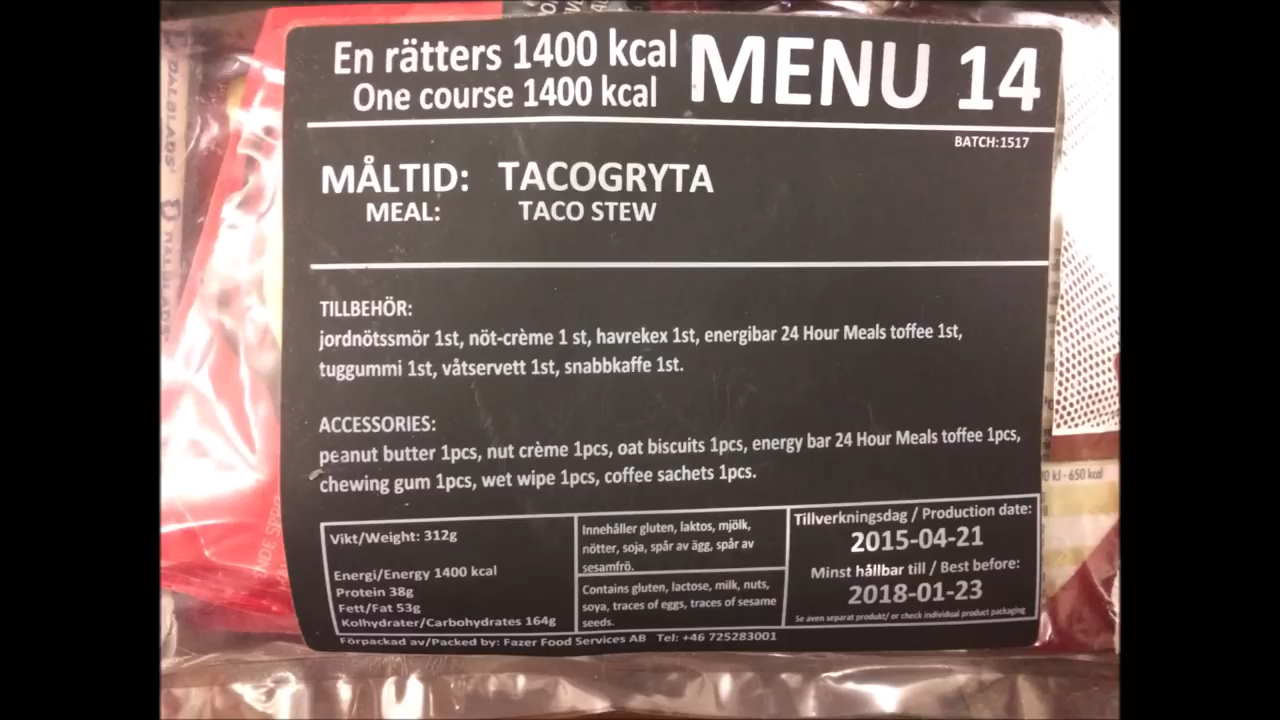 En rätters 1400 kcal
One course 1400 kcal
MENU 14
BATCH:1517
MÅLTID: TACOGRYTA
MEAL: TACO STEW
TILLBEHÖR:
jordnötssmör 1st, nöt-crème 1 st, havrekex 1st, energibar 24 Hour Meals toffee 1st,
tuggummi 1st, våtservett 1st, snabbkaffe 1st.
ACCESSORIES:
peanut butter 1pcs, nut crème 1pcs, oat biscuits 1pcs, energy bar 24 Hour Meals toffee 1pcs,
chewing gum 1pcs, wet wipe 1pcs, coffee sachets 1pcs.
Vikt/Weight: 312g
Energi/Energy 1400 kcal
Protein 38g
Fett/Fat 53g
Kolhydrater/Carbohydrates 164g
Innehåller gluten, laktos, mjölk,
nötter, soja, spår av ägg, spår av
sesamfrö.
Contains gluten, lactose, milk, nuts,
soya, traces of eggs, traces of sesame
seeds.
Tillverkningsdag / Production date:
2015-04-21
Minst hållbar till / Best before:
2018-01-23
Se även separat produkt/ or check individual product packaging
Förpackad av/Packed by: Fazer Food Services AB Tel: +46 725283001
kJ - 650 kcal